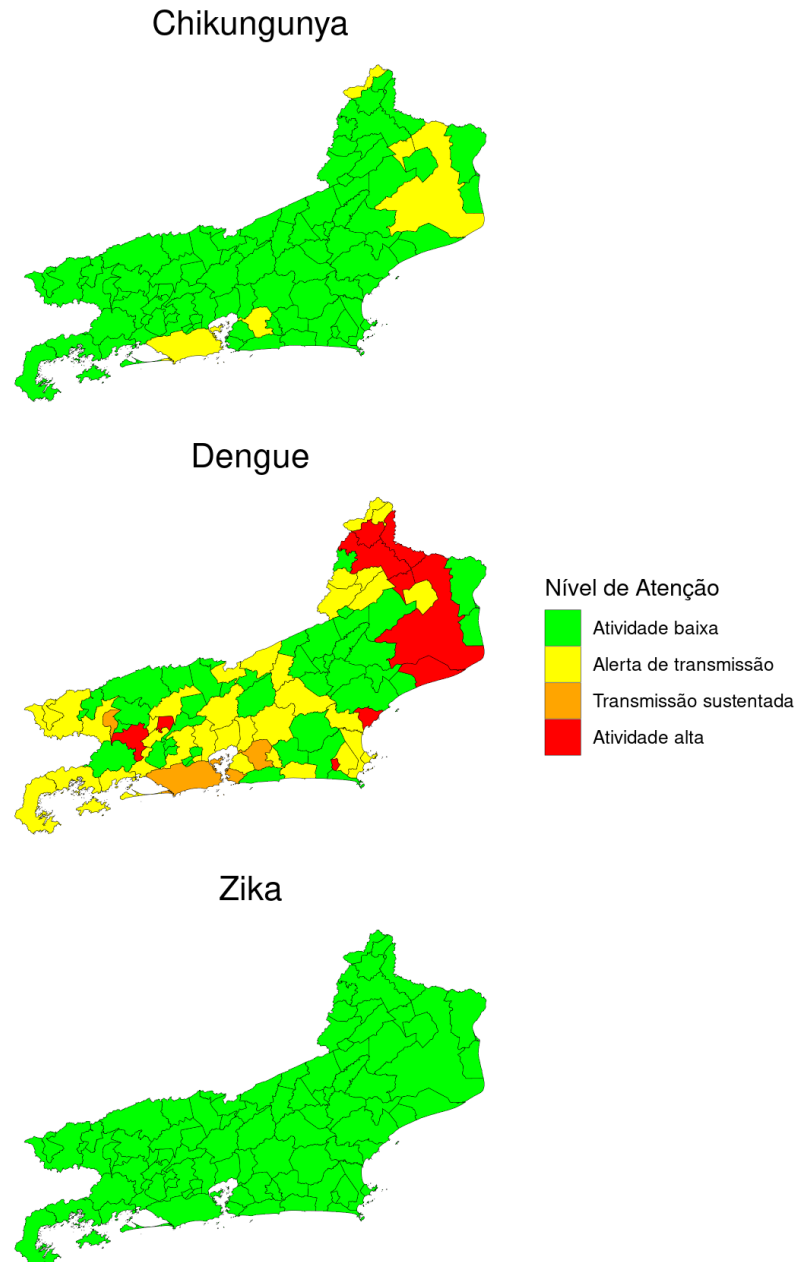 Chikungunya
Dengue
Nível de Atenção
Atividade baixa
Alerta de transmissão
Transmissão sustentada
Atividade alta
Zika